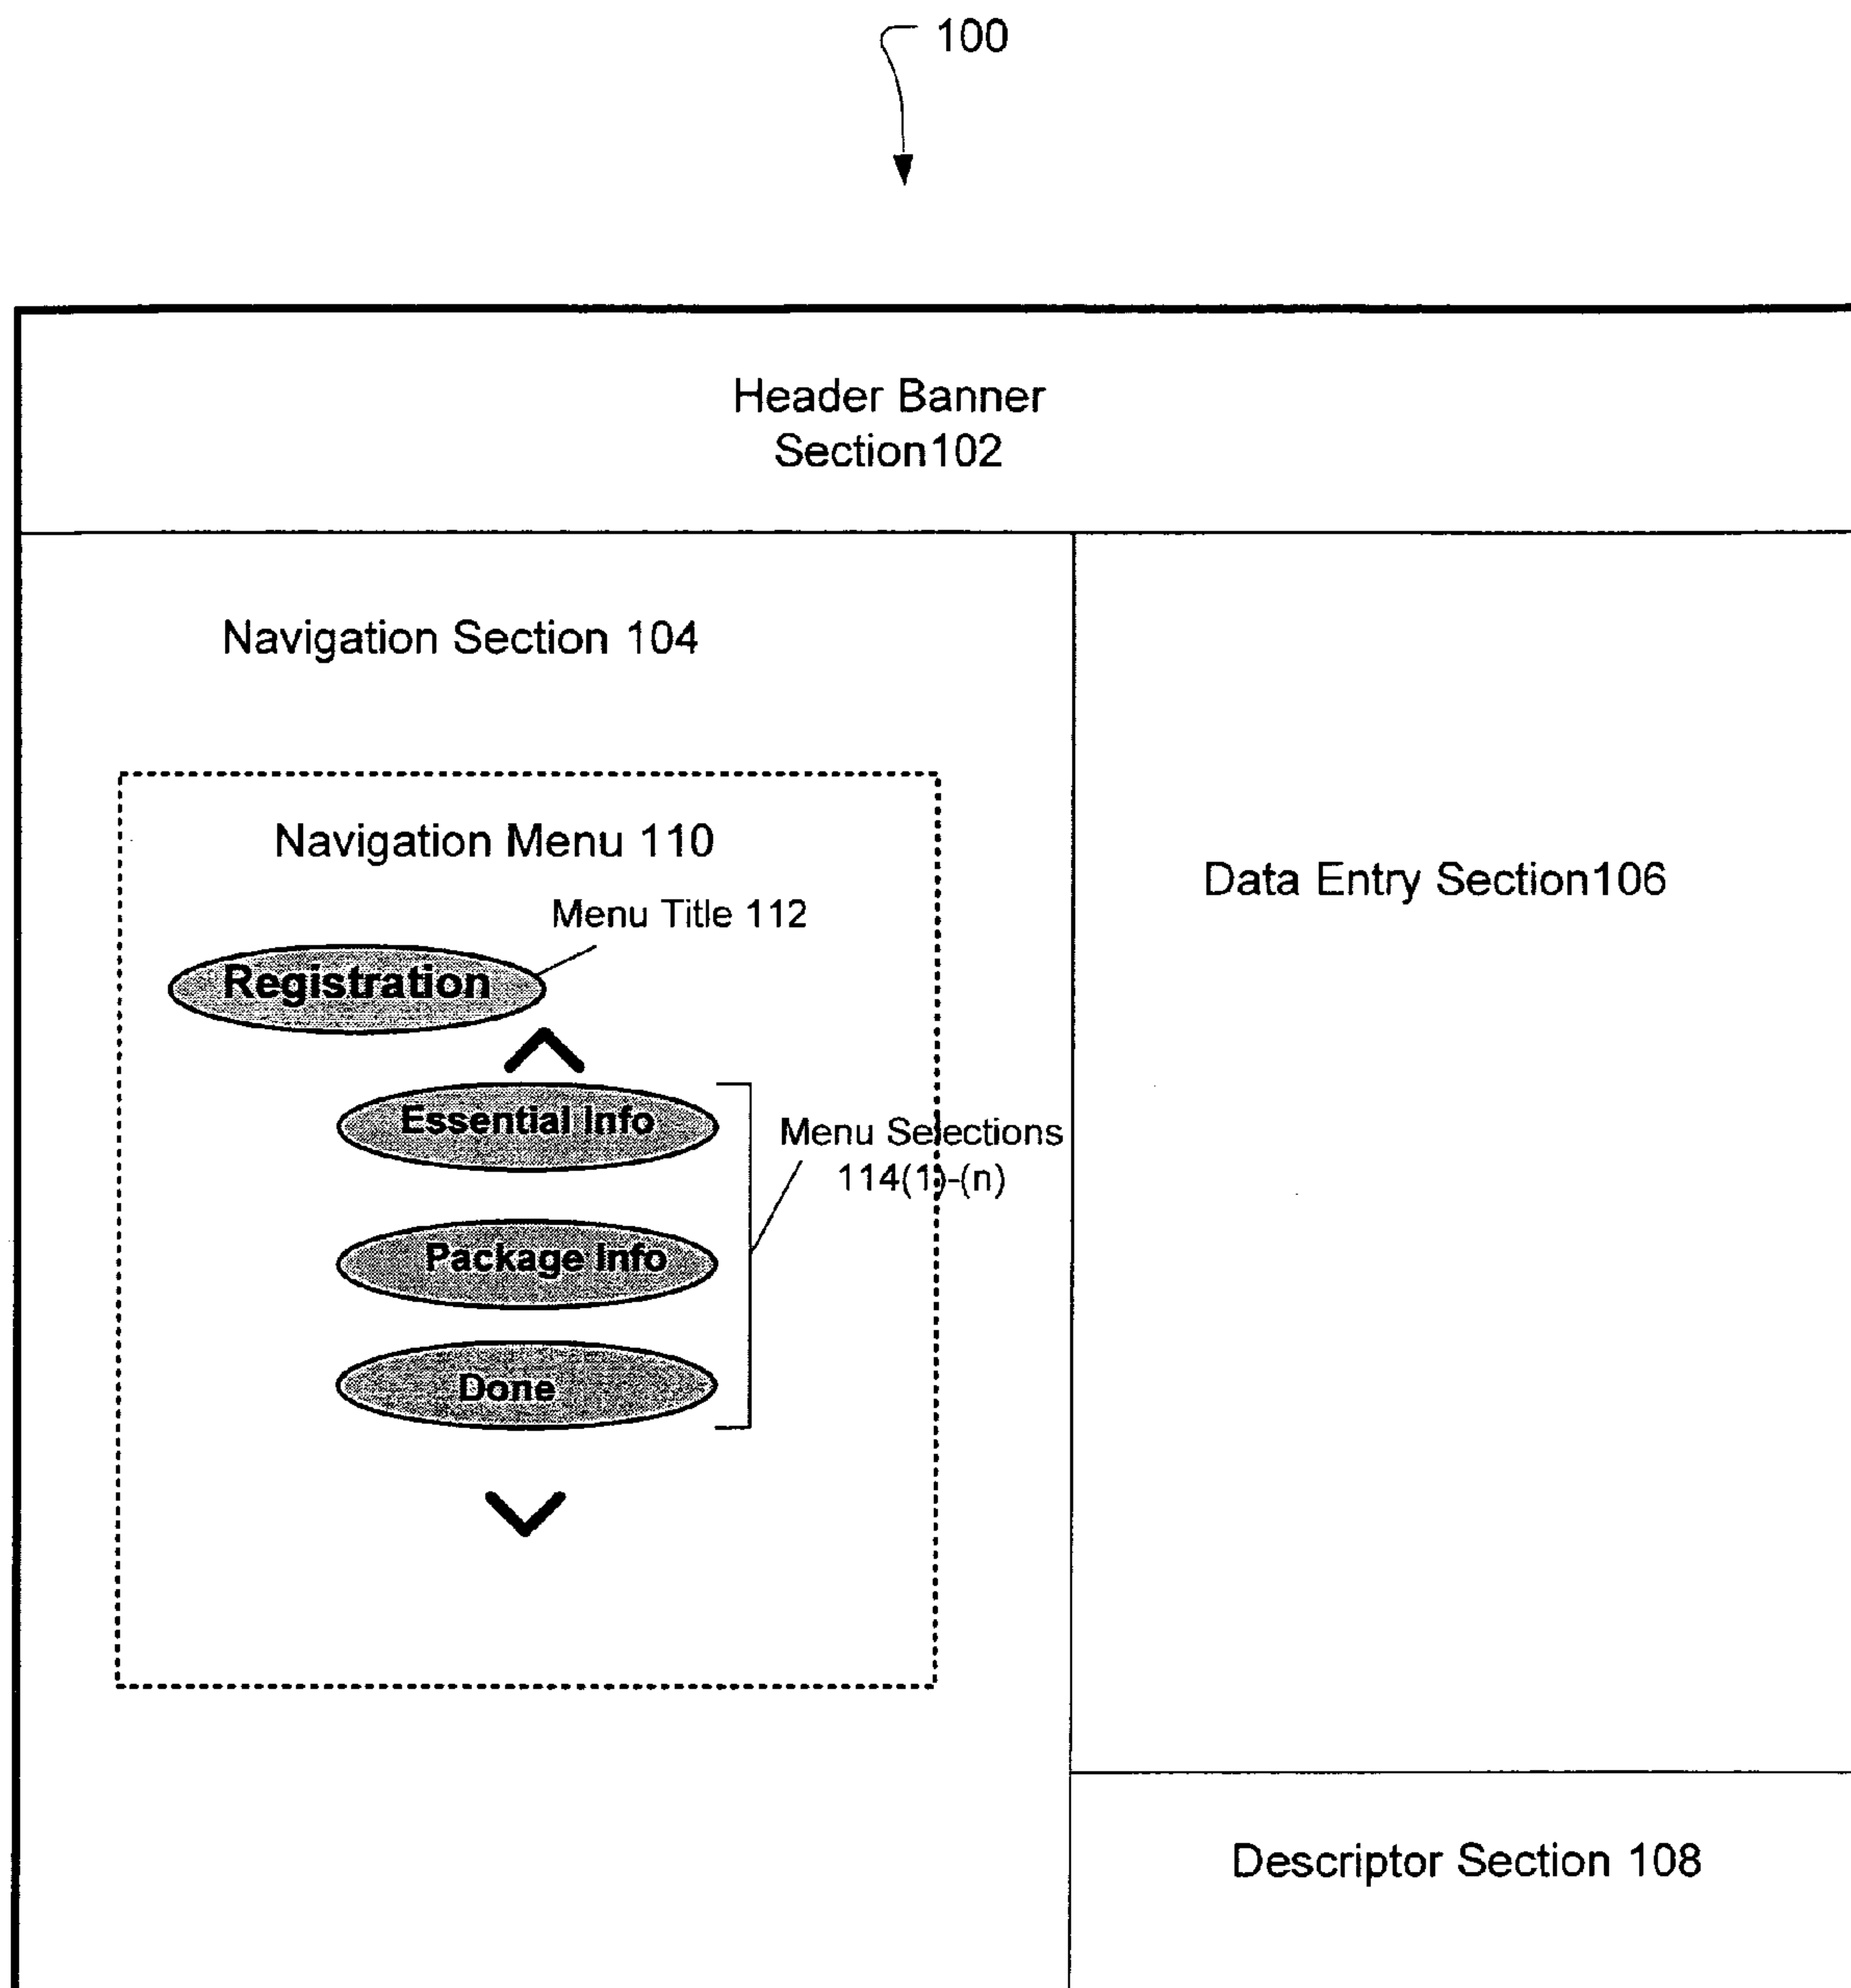 100
Header Banner
Section102
Navigation Section 104
Navigation Menu 110
Menu Title 112
Registration
Essential Info
Menu Selections
114(1)-(n)
Package Info
Done
Data Entry Section106
Descriptor Section 108